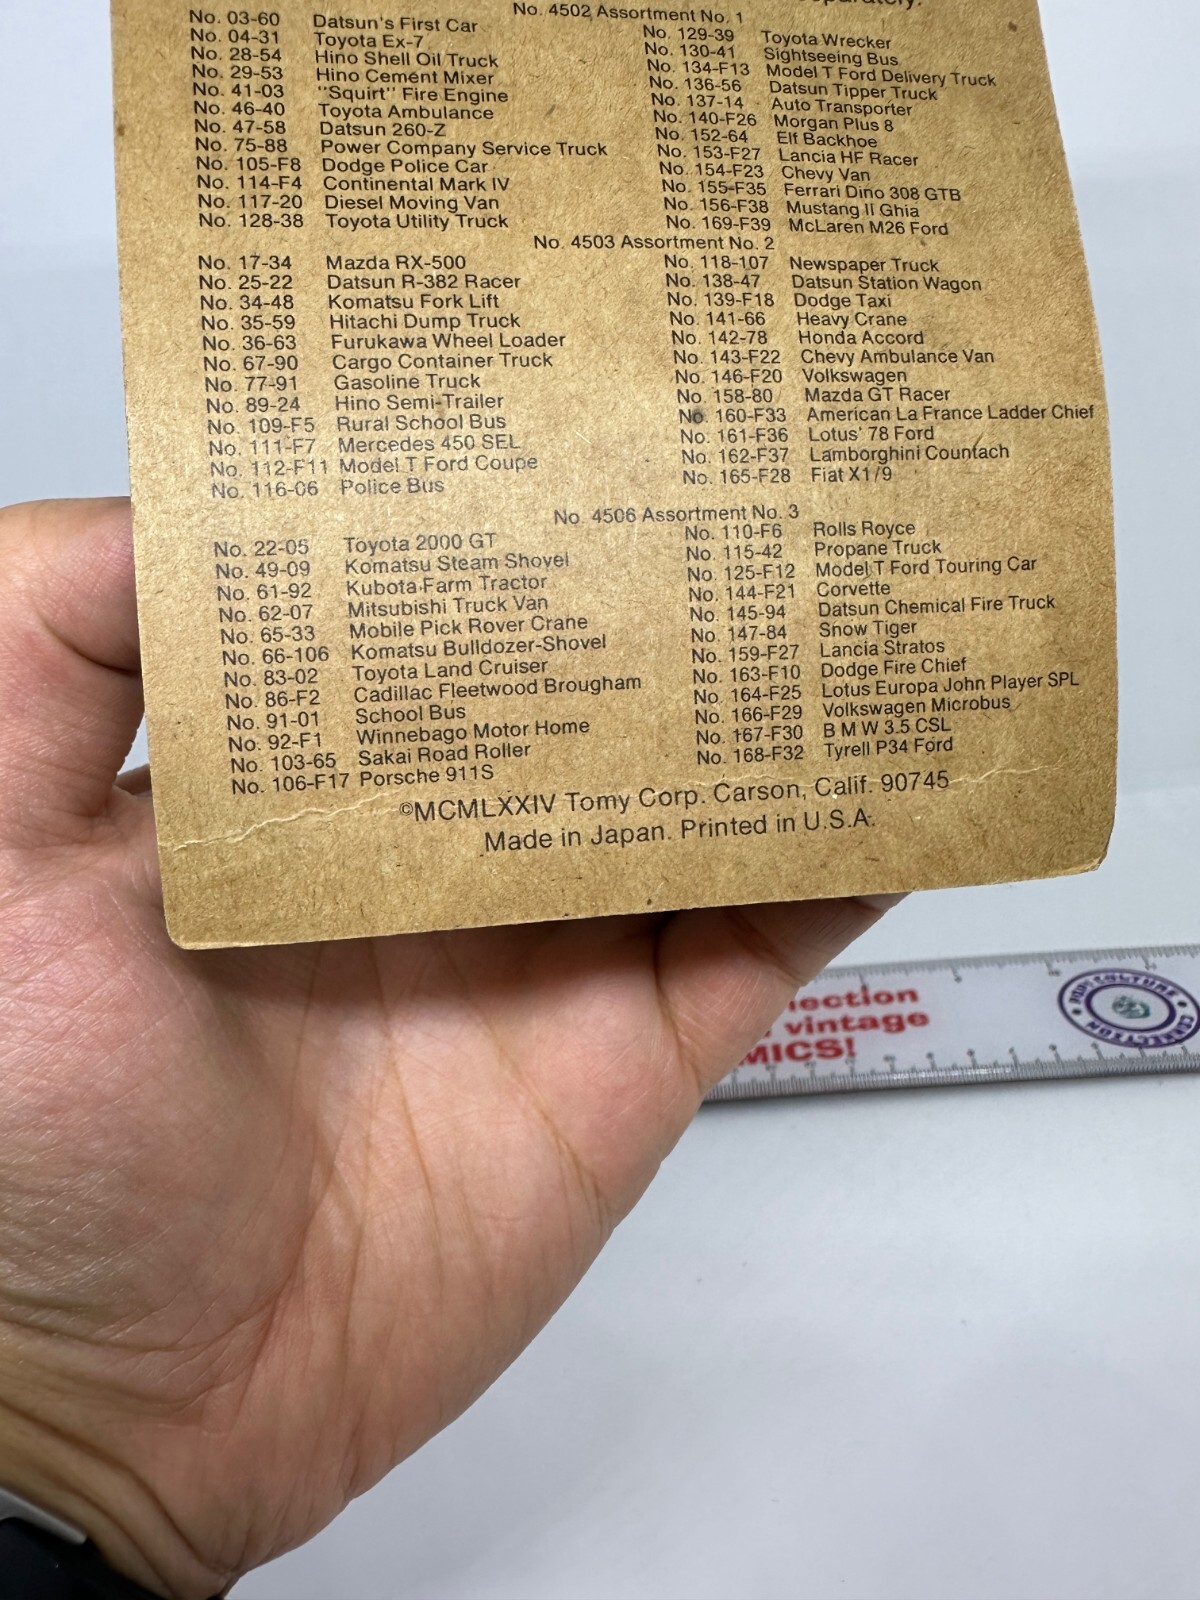 separately.
No. 4502 Assortment No. 1
No. 03-60 Datsun's First Car
No. 04-31 Toyota Ex-7
No. 28-54 Hino Shell Oil Truck
No. 29-53 Hino Cement Mixer
No. 41-03 "Squirt" Fire Engine
No. 46-40 Toyota Ambulance
No. 47-58 Datsun 260-Z
No. 75-88 Power Company Service Truck
No. 105-F8 Dodge Police Car
No. 114-F4 Continental Mark IV
No. 117-20 Diesel Moving Van
No. 128-38 Toyota Utility Truck
No. 129-39 Toyota Wrecker
No. 130-41 Sightseeing Bus
No. 134-F13 Model T Ford Delivery Truck
No. 136-56 Datsun Tipper Truck
No. 137-14 Auto Transporter
No. 140-F26 Morgan Plus 8
No. 152-64 Elf Backhoe
No. 153-F27 Lancia HF Racer
No. 154-F23 Chevy Van
No. 155-F35 Ferrari Dino 308 GTB
No. 156-F38 Mustang II Ghia
No. 169-F39 McLaren M26 Ford
No. 4503 Assortment No. 2
No. 17-34 Mazda RX-500
No. 25-22 Datsun R-382 Racer
No. 34-48 Komatsu Fork Lift
No. 35-59 Hitachi Dump Truck
No. 36-63 Furukawa Wheel Loader
No. 67-90 Cargo Container Truck
No. 77-91 Gasoline Truck
No. 89-24 Hino Semi-Trailer
No. 109-F5 Rural School Bus
No. 111-F7 Mercedes 450 SEL
No. 112-F11 Model T Ford Coupe
No. 116-06 Police Bus
No. 118-107 Newspaper Truck
No. 138-47 Datsun Station Wagon
No. 139-F18 Dodge Taxi
No. 141-66 Heavy Crane
No. 142-78 Honda Accord
No. 143-F22 Chevy Ambulance Van
No. 146-F20 Volkswagen
No. 158-80 Mazda GT Racer
No. 160-F33 American La France Ladder Chief
No. 161-F36 Lotus' 78 Ford
No. 162-F37 Lamborghini Countach
No. 165-F28 Fiat X1/9
No. 4506 Assortment No. 3
No. 22-05 Toyota 2000 GT
No. 49-09 Komatsu Steam Shovel
No. 61-92 Kubota Farm Tractor
No. 62-07 Mitsubishi Truck Van
No. 65-33 Mobile Pick Rover Crane
No. 66-106 Komatsu Bulldozer-Shovel
No. 83-02 Toyota Land Cruiser
No. 86-F2 Cadillac Fleetwood Brougham
No. 91-01 School Bus
No. 92-F1 Winnebago Motor Home
No. 103-65 Sakai Road Roller
No. 106-F17 Porsche 911S
No. 110-F6 Rolls Royce
No. 115-42 Propane Truck
No. 125-F12 Model T Ford Touring Car
No. 144-F21 Corvette
No. 145-94 Datsun Chemical Fire Truck
No. 147-84 Snow Tiger
No. 159-F27 Lancia Stratos
No. 163-F10 Dodge Fire Chief
No. 164-F25 Lotus Europa John Player SPL
No. 166-F29 Volkswagen Microbus
No. 167-F30 B M W 3.5 CSL
No. 168-F32 Tyrell P34 Ford
©MCMLXXIV Tomy Corp. Carson, Calif. 90745
Made in Japan. Printed in U.S.A.
vintage
POP CULTURE
CONNECTION